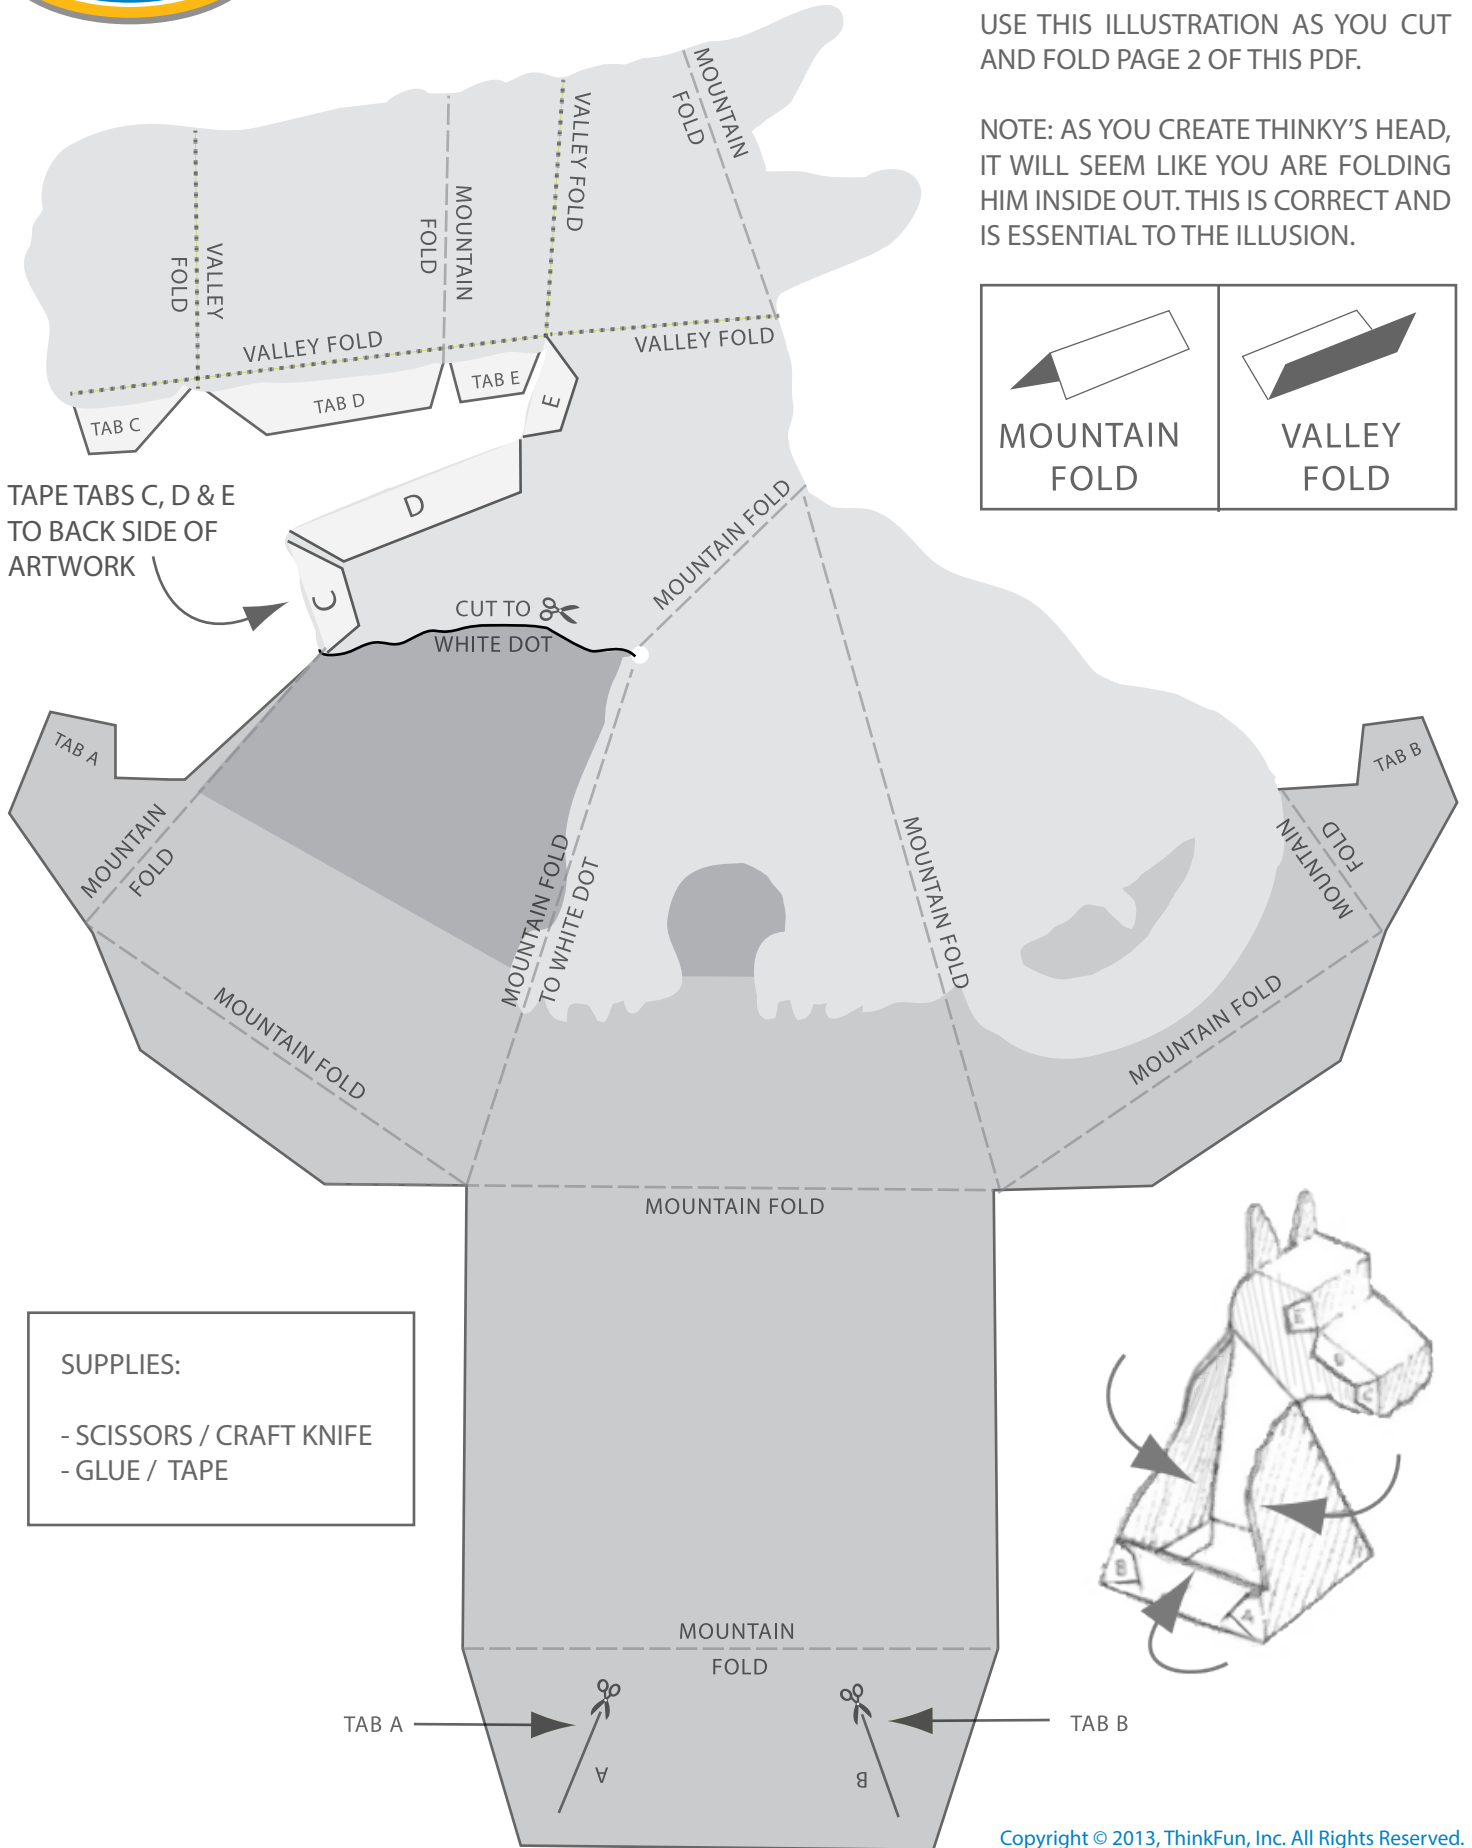 USE THIS ILLUSTRATION AS YOU CUT
AND FOLD PAGE 2 OF THIS PDF.
NOTE: AS YOU CREATE THINKY'S HEAD,
IT WILL SEEM LIKE YOU ARE FOLDING
HIM INSIDE OUT. THIS IS CORRECT AND
IS ESSENTIAL TO THE ILLUSION.
MOUNTAIN
FOLD
VALLEY
FOLD
MOUNTAIN
FOLD
VALLEY FOLD
MOUNTAIN
FOLD
VALLEY
FOLD
VALLEY FOLD
VALLEY FOLD
TAB C
TAB D
TAB E
E
D
C
TAPE TABS C, D & E
TO BACK SIDE OF
ARTWORK
CUT TO
WHITE DOT
MOUNTAIN FOLD
TAB A
MOUNTAIN
FOLD
MOUNTAIN FOLD
MOUNTAIN FOLD
TO WHITE DOT
MOUNTAIN FOLD
TAB B
MOUNTAIN
FOLD
MOUNTAIN FOLD
MOUNTAIN FOLD
SUPPLIES:
- SCISSORS / CRAFT KNIFE
- GLUE / TAPE
E
C
B
A
MOUNTAIN
FOLD
TAB A
A
B
TAB B
Copyright © 2013, ThinkFun, Inc. All Rights Reserved.